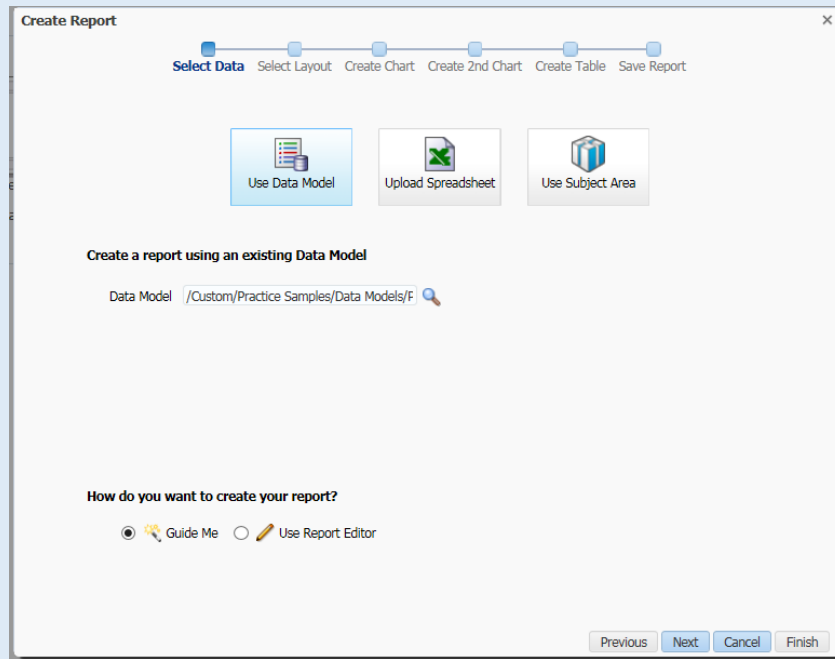 Create Report
Select Data Select Layout Create Chart Create 2nd Chart Create Table Save Report
Use Data Model Upload Spreadsheet Use Subject Area
Create a report using an existing Data Model
Data Model /Custom/Practice Samples/Data Models/
How do you want to create your report?
Guide Me Use Report Editor
Previous Next Cancel Finish